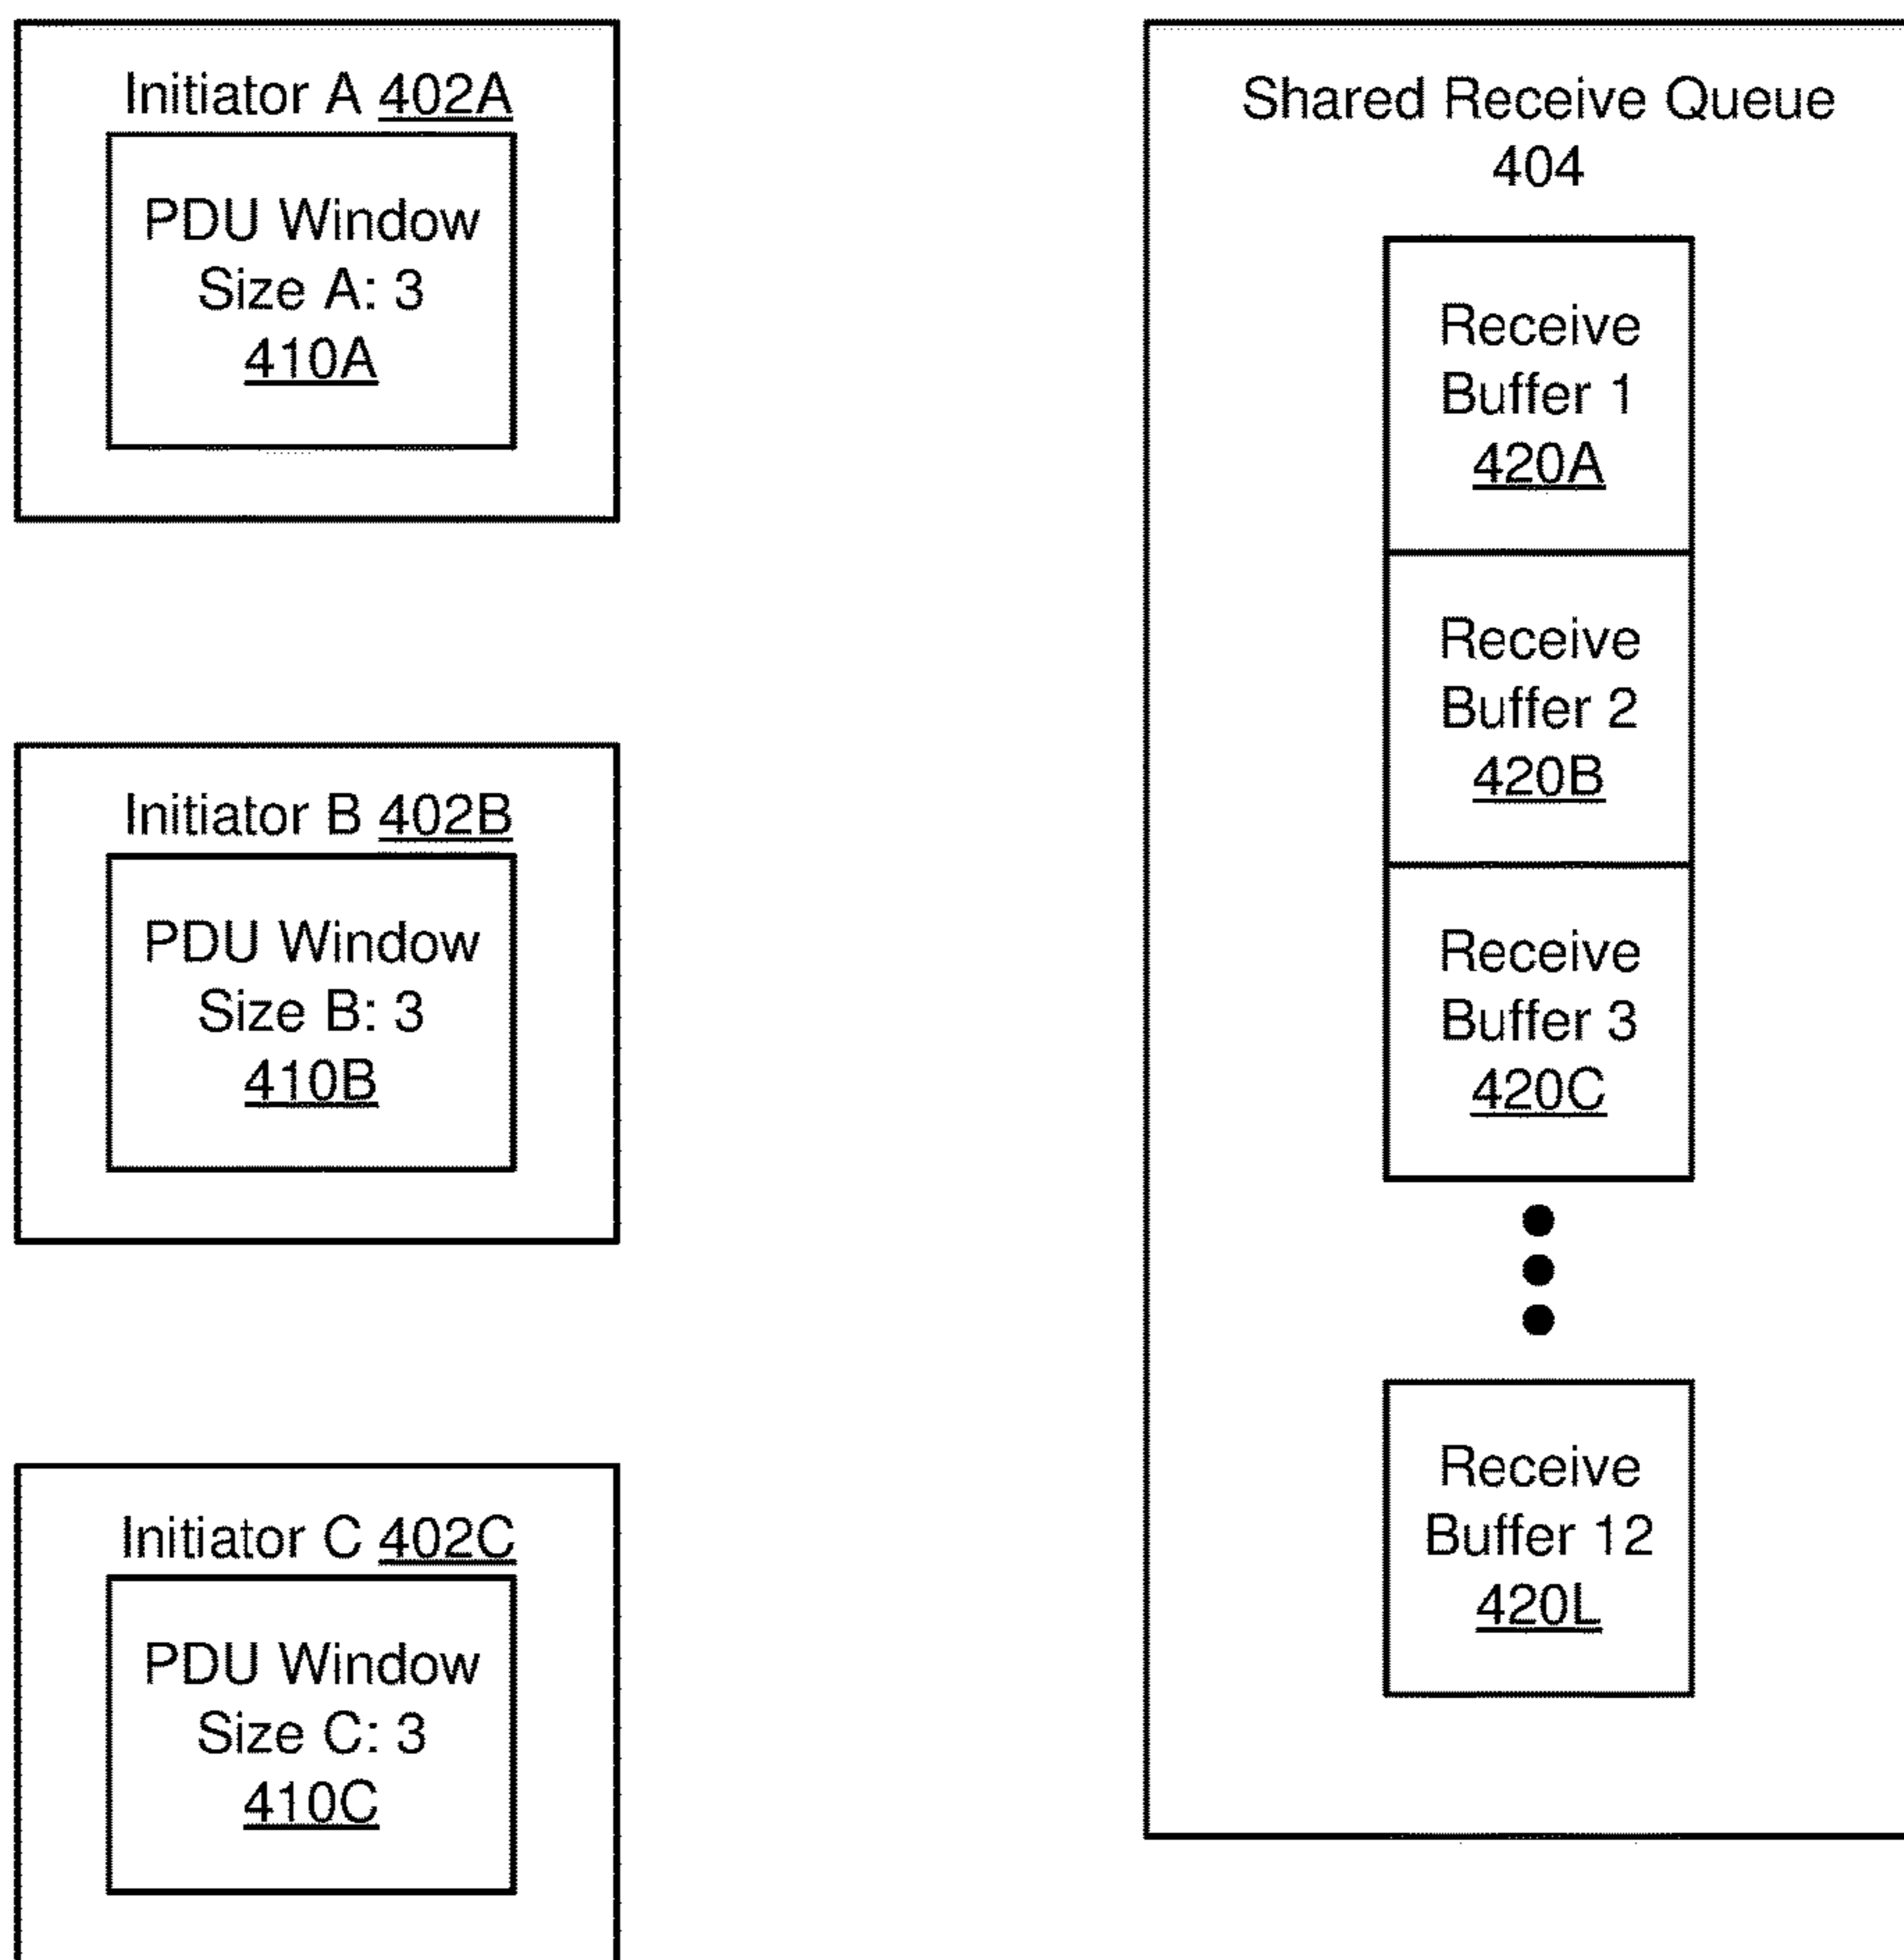 Initiator A 402A
PDU Window
Size A: 3
410A
Initiator B 402B
PDU Window
Size B: 3
410B
Initiator C 402C
PDU Window
Size C: 3
410C
Shared Receive Queue
404
Receive
Buffer 1
420A
Receive
Buffer 2
420B
Receive
Buffer 3
420C
Receive
Buffer 12
420L